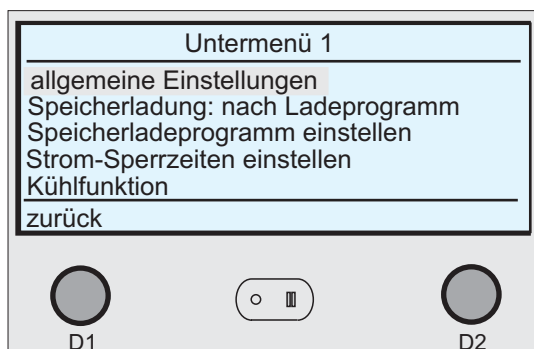 Untermenü 1
allgemeine Einstellungen
Speicherladung: nach Ladeprogramm
Speicherladeprogramm einstellen
Strom-Sperrzeiten einstellen
Kühlfunktion
zurück
D1 D2